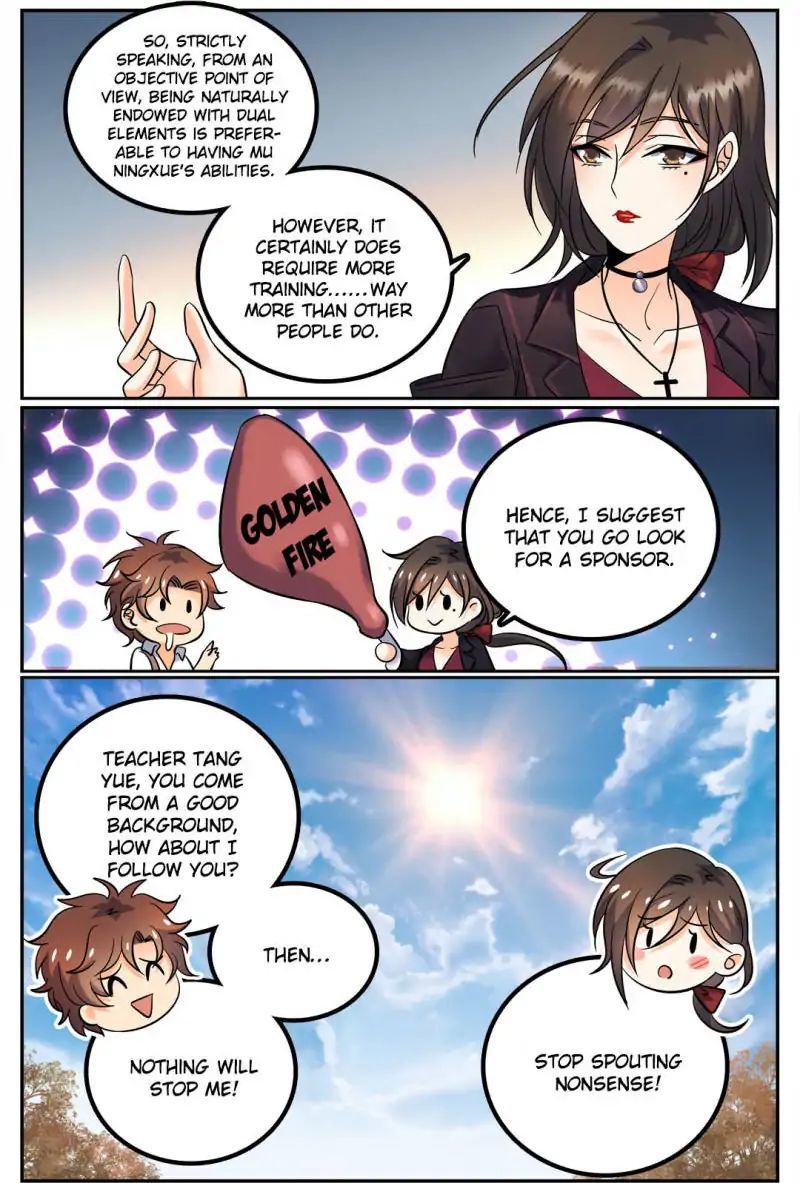 SO, STRICTLY
SPEAKING, FROM AN
OBJECTIVE POINT OF
VIEW, BEING NATURALLY
ENDOWED WITH DUAL
ELEMENTS IS PREFER-
ABLE TO HAVING MU
NINGXUE'S ABILITIES.
HOWEVER, IT
CERTAINLY DOES
REQUIRE MORE
TRAINING......WAY
MORE THAN OTHER
PEOPLE DO.
GOLDEN
FIRE
HENCE, I SUGGEST
THAT YOU GO LOOK
FOR A SPONSOR.
TEACHER TANG
YUE, YOU COME
FROM A GOOD
BACKGROUND,
HOW ABOUT I
FOLLOW YOU?
THEN...
NOTHING WILL
STOP ME!
STOP SPOUTING
NONSENSE!